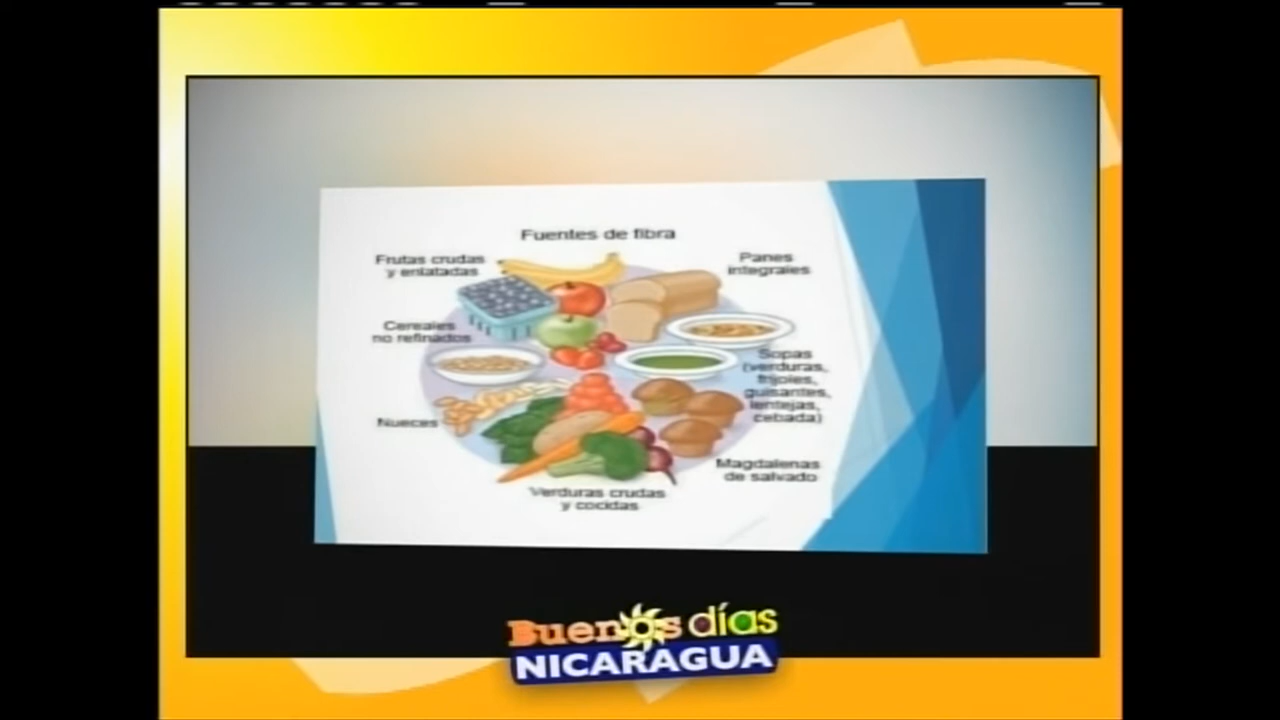 Fuentes de fibra
Frutas crudas
y enlatadas
Panes
integrales
Cereales
no refinados
Sopas
(verduras,
frijoles,
guisantes,
lentejas,
cebada)
Nueces
Magdalenas
de salvado
Verduras crudas
y cocidas
Buenos días
NICARAGUA